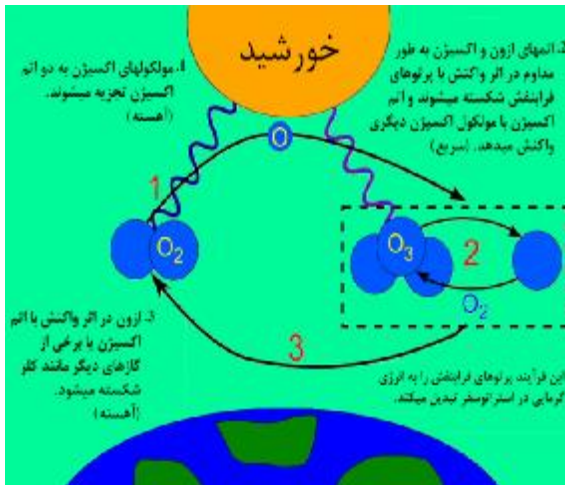 خورشید
1. مولکولهای اکسیژن به دو اتم
اکسیژن تجزیه میشوند.
(آهسته)
2. اتمهای ازون و اکسیژن به طور
مداوم در اثر واکنش با پرتوهای
فرابنفش شکسته میشوند و اتم
اکسیژن با مولکول اکسیژن دیگری
واکنش میدهد. (سریع)
O
1
O2
O3
2
O2
3. ازون در اثر واکنش با اتم
اکسیژن یا برخی از
گازهای دیگر مانند کلر
شکسته میشود.
(آهسته)
3
این فرآیند پرتوهای فرابنفش را به انرژی
گرمایی در استراتوسفر تبدیل میکند.